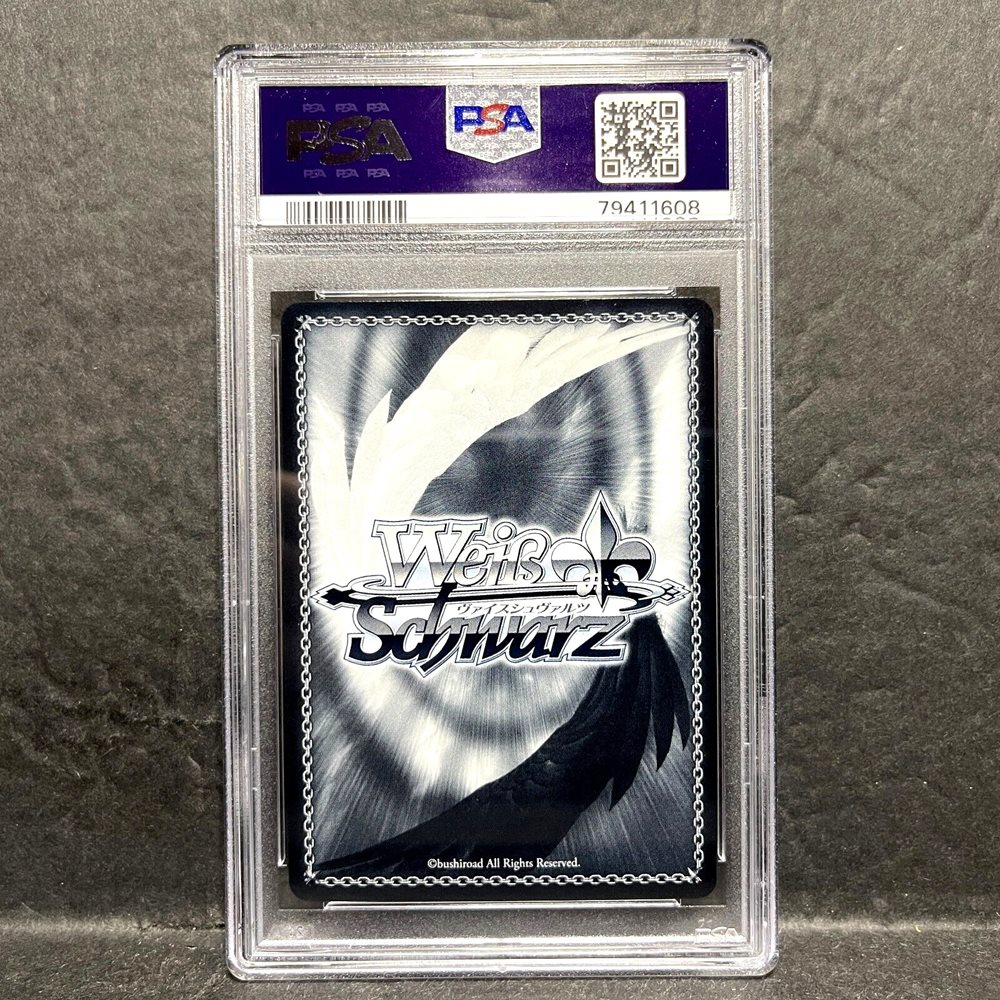 PSA PSA PSA
PSA
PSA PSA PSA
PSA
79411608
Weiß
ヴァイスシュヴァルツ
Schwarz
©bushiroad All Rights Reserved.
PSA